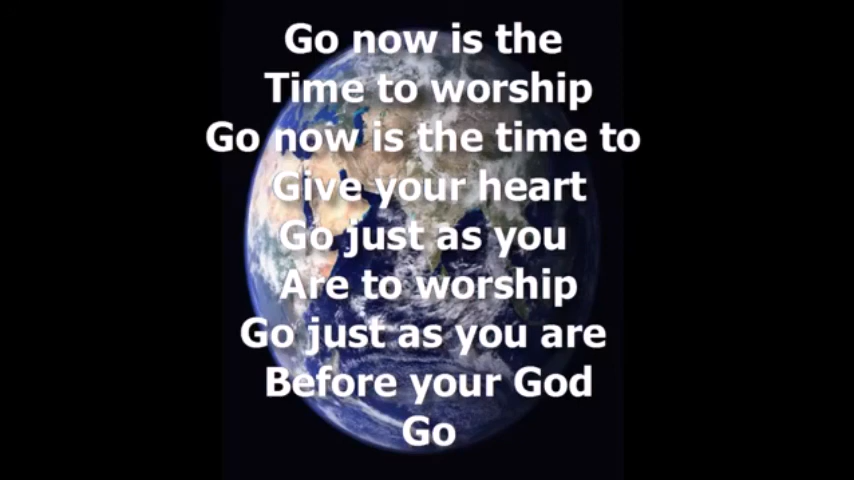 Go now is the
Time to worship
Go now is the time to
Give your heart
Go just as you
Are to worship
Go just as you are
Before your God
Go